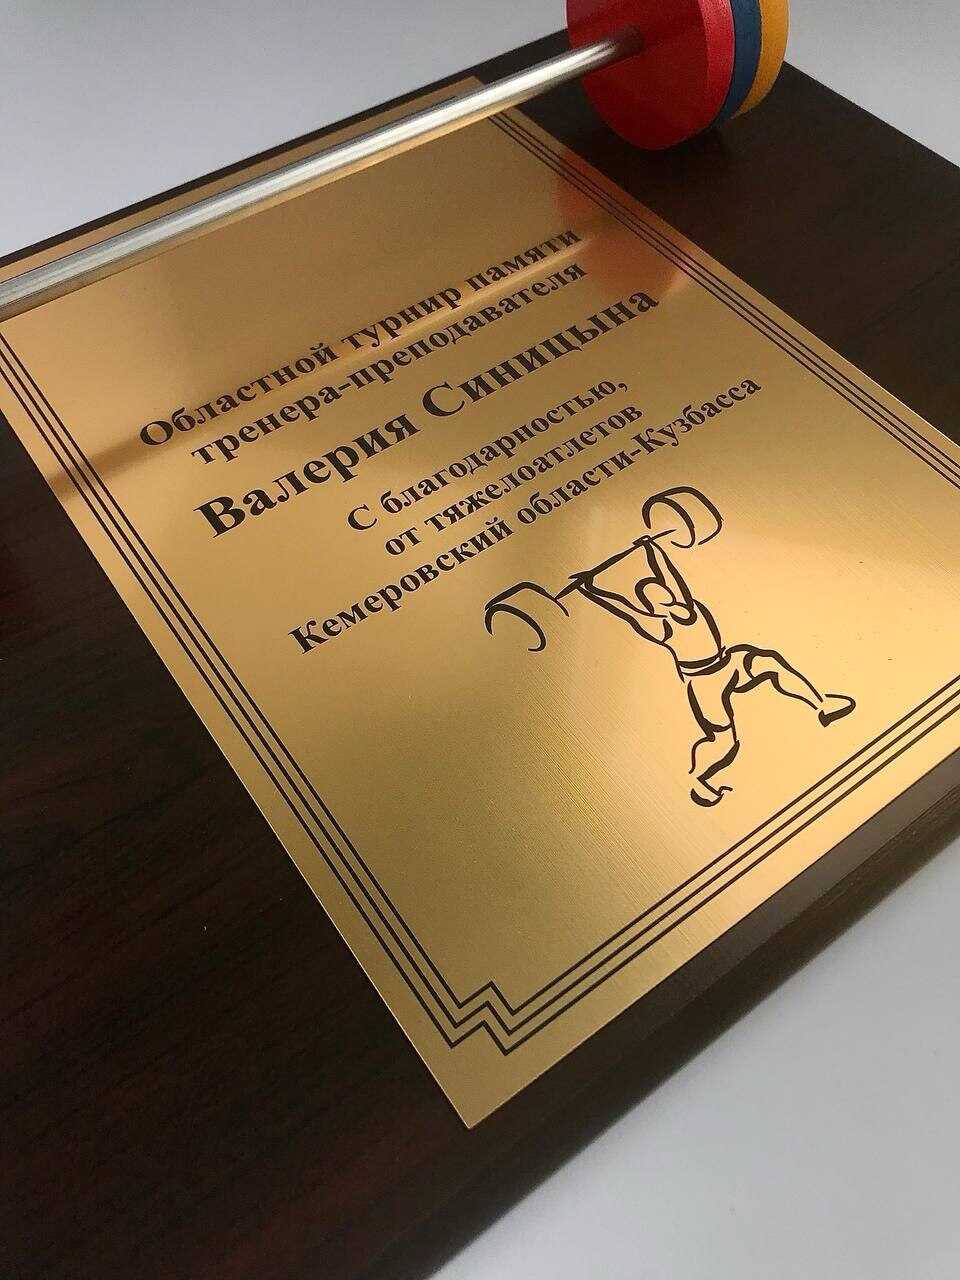 Областной турнир памяти
тренера-преподавателя
Валерия Синицына
С благодарностью,
от тяжелоатлетов
Кемеровский области-Кузбасса